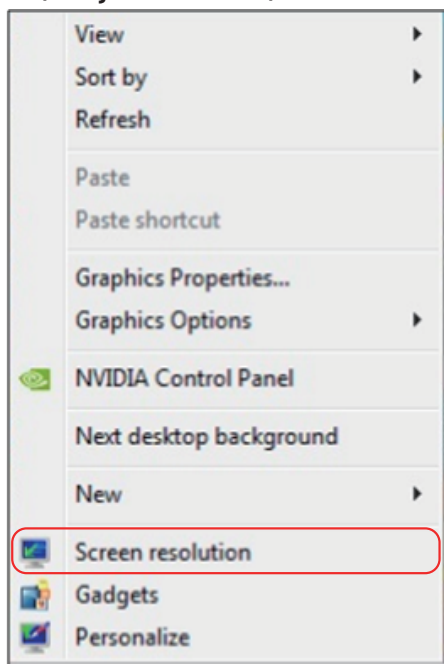 View
Sort by
Refresh
Paste
Paste shortcut
Graphics Properties...
Graphics Options
NVIDIA Control Panel
Next desktop background
New
Screen resolution
Gadgets
Personalize